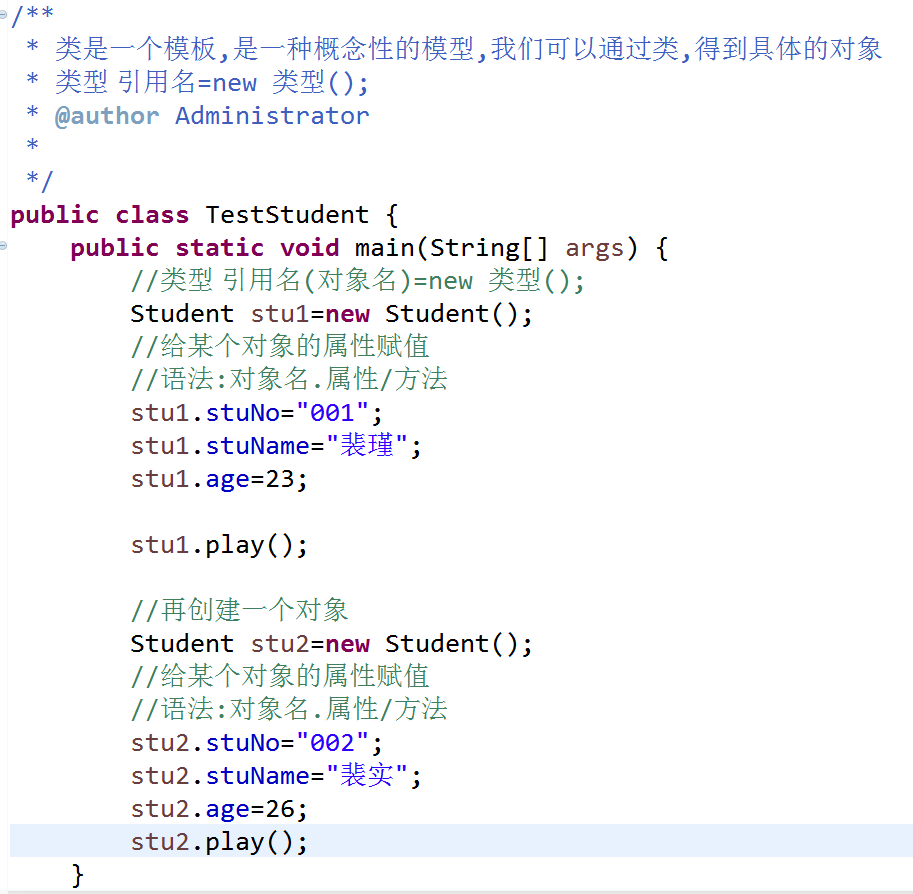 /**
 * 类是一个模板,是一种概念性的模型,我们可以通过类,得到具体的对象
 * 类型 引用名=new 类型();
 * @author Administrator
 *
 */
public class TestStudent {
    public static void main(String[] args) {
        //类型 引用名(对象名)=new 类型();
        Student stu1=new Student();
        //给某个对象的属性赋值
        //语法:对象名.属性/方法
        stu1.stuNo="001";
        stu1.stuName="裴瑾";
        stu1.age=23;

        stu1.play();

        //再创建一个对象
        Student stu2=new Student();
        //给某个对象的属性赋值
        //语法:对象名.属性/方法
        stu2.stuNo="002";
        stu2.stuName="裴实";
        stu2.age=26;
        stu2.play();
    }